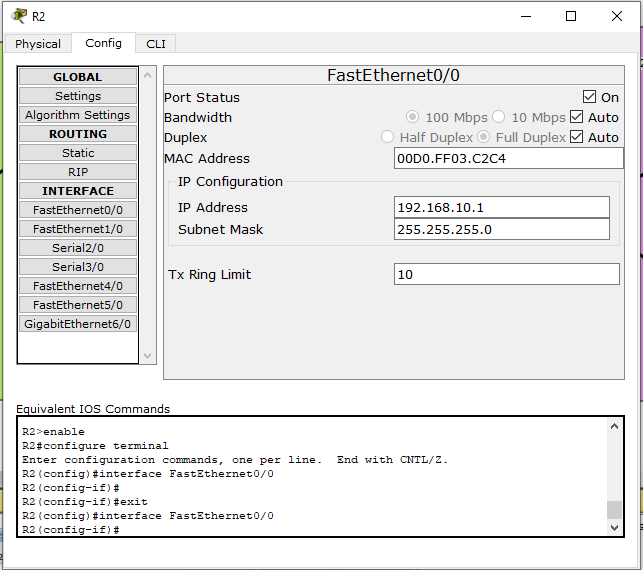 R2
Physical
Config
CLI
GLOBAL
Settings
Algorithm Settings
ROUTING
Static
RIP
INTERFACE
FastEthernet0/0
FastEthernet1/0
Serial2/0
Serial3/0
FastEthernet4/0
FastEthernet5/0
GigabitEthernet6/0
FastEthernet0/0
Port Status On
Bandwidth 100 Mbps 10 Mbps Auto
Duplex Half Duplex Full Duplex Auto
MAC Address 00D0.FF03.C2C4
IP Configuration
IP Address 192.168.10.1
Subnet Mask 255.255.255.0
Tx Ring Limit 10
Equivalent IOS Commands
R2>enable
R2#configure terminal
Enter configuration commands, one per line.  End with CNTL/Z.
R2(config)#interface FastEthernet0/0
R2(config-if)#
R2(config-if)#exit
R2(config)#interface FastEthernet0/0
R2(config-if)#